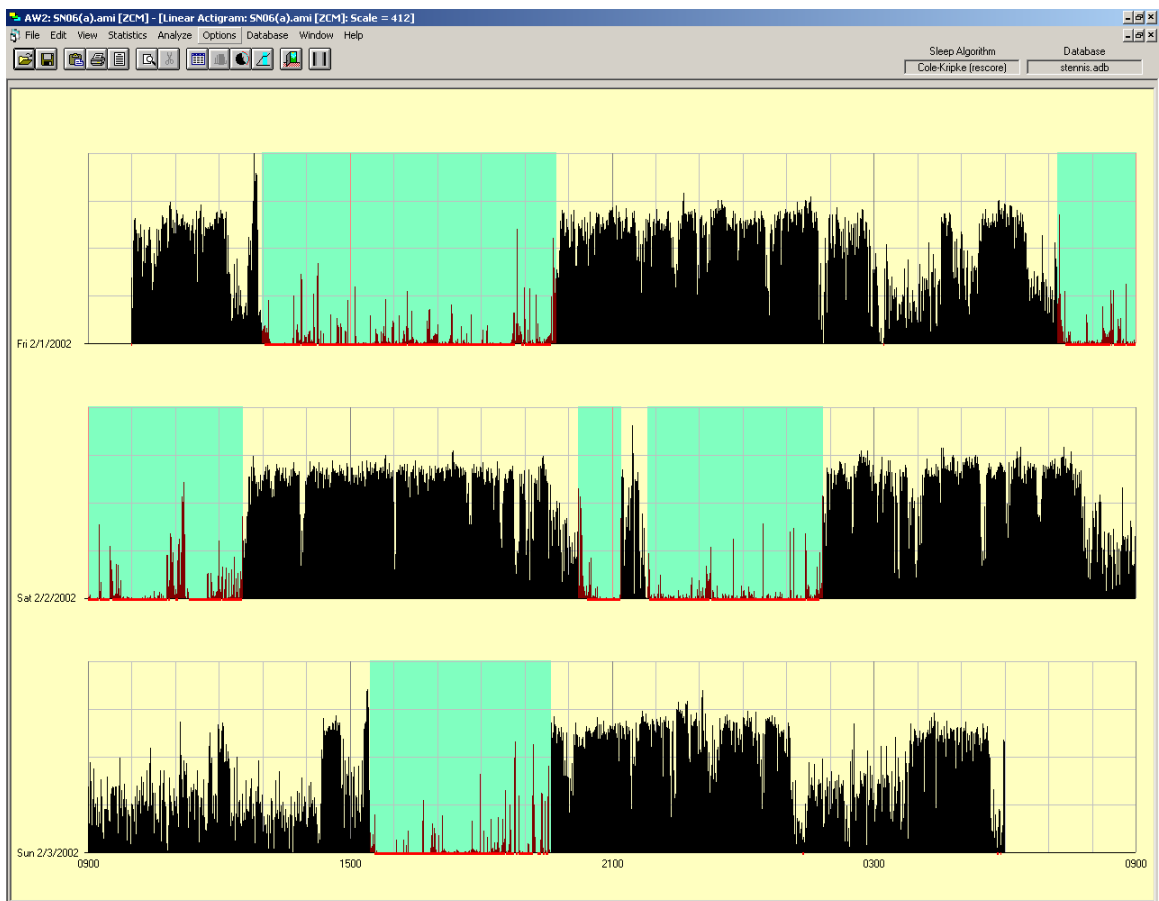 AW2: SN06(a).ami [ZCM] - [Linear Actigram: SN06(a).ami [ZCM]: Scale = 412]
File Edit View Statistics Analyze Options Database Window Help
Sleep Algorithm Database
Cole-Kripke (rescore) stennis.adb
Fri 2/1/2002
Sat 2/2/2002
Sun 2/3/2002
0900 1500 2100 0300 0900